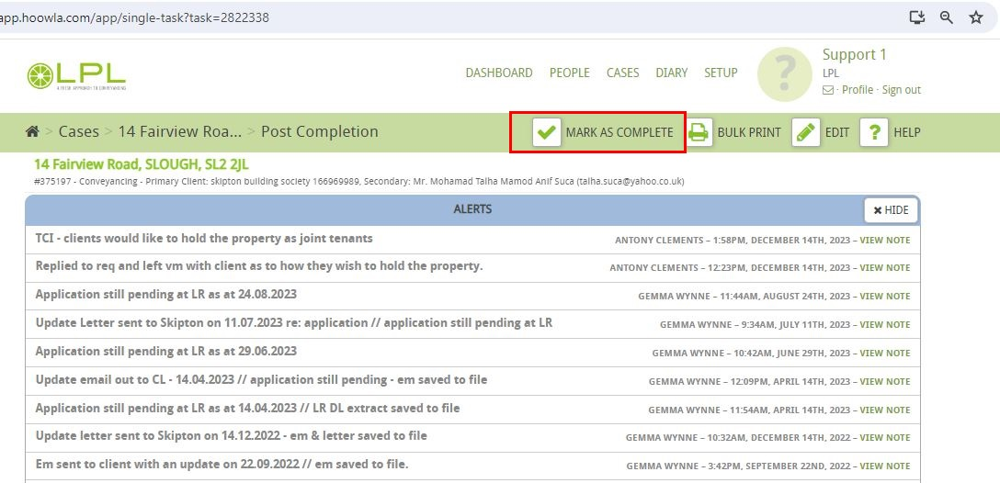 app.hoowla.com/app/single-task?task=2822338
LPL
A FRESH APPROACH TO CONVEYANCING
DASHBOARD PEOPLE CASES DIARY SETUP
?
Support 1
LPL
· Profile · Sign out
> Cases > 14 Fairview Roa... > Post Completion
MARK AS COMPLETE BULK PRINT EDIT ? HELP
14 Fairview Road, SLOUGH, SL2 2JL
#375197 - Conveyancing - Primary Client: skipton building society 166969989, Secondary: Mr. Mohamad Talha Mamod Anif Suca (talha.suca@yahoo.co.uk)
ALERTS
✖ HIDE
TCI - clients would like to hold the property as joint tenants ANTONY CLEMENTS – 1:58PM, DECEMBER 14TH, 2023 – VIEW NOTE
Replied to req and left vm with client as to how they wish to hold the property. ANTONY CLEMENTS – 12:23PM, DECEMBER 14TH, 2023 – VIEW NOTE
Application still pending at LR as at 24.08.2023 GEMMA WYNNE – 11:44AM, AUGUST 24TH, 2023 – VIEW NOTE
Update Letter sent to Skipton on 11.07.2023 re: application // application still pending at LR GEMMA WYNNE – 9:34AM, JULY 11TH, 2023 – VIEW NOTE
Application still pending at LR as at 29.06.2023 GEMMA WYNNE – 10:42AM, JUNE 29TH, 2023 – VIEW NOTE
Update email out to CL - 14.04.2023 // application still pending - em saved to file GEMMA WYNNE – 12:09PM, APRIL 14TH, 2023 – VIEW NOTE
Application still pending at LR as at 14.04.2023 // LR DL extract saved to file GEMMA WYNNE – 11:54AM, APRIL 14TH, 2023 – VIEW NOTE
Update letter sent to Skipton on 14.12.2022 - em & letter saved to file GEMMA WYNNE – 10:32AM, DECEMBER 14TH, 2022 – VIEW NOTE
Em sent to client with an update on 22.09.2022 // em saved to file. GEMMA WYNNE – 3:42PM, SEPTEMBER 22ND, 2022 – VIEW NOTE